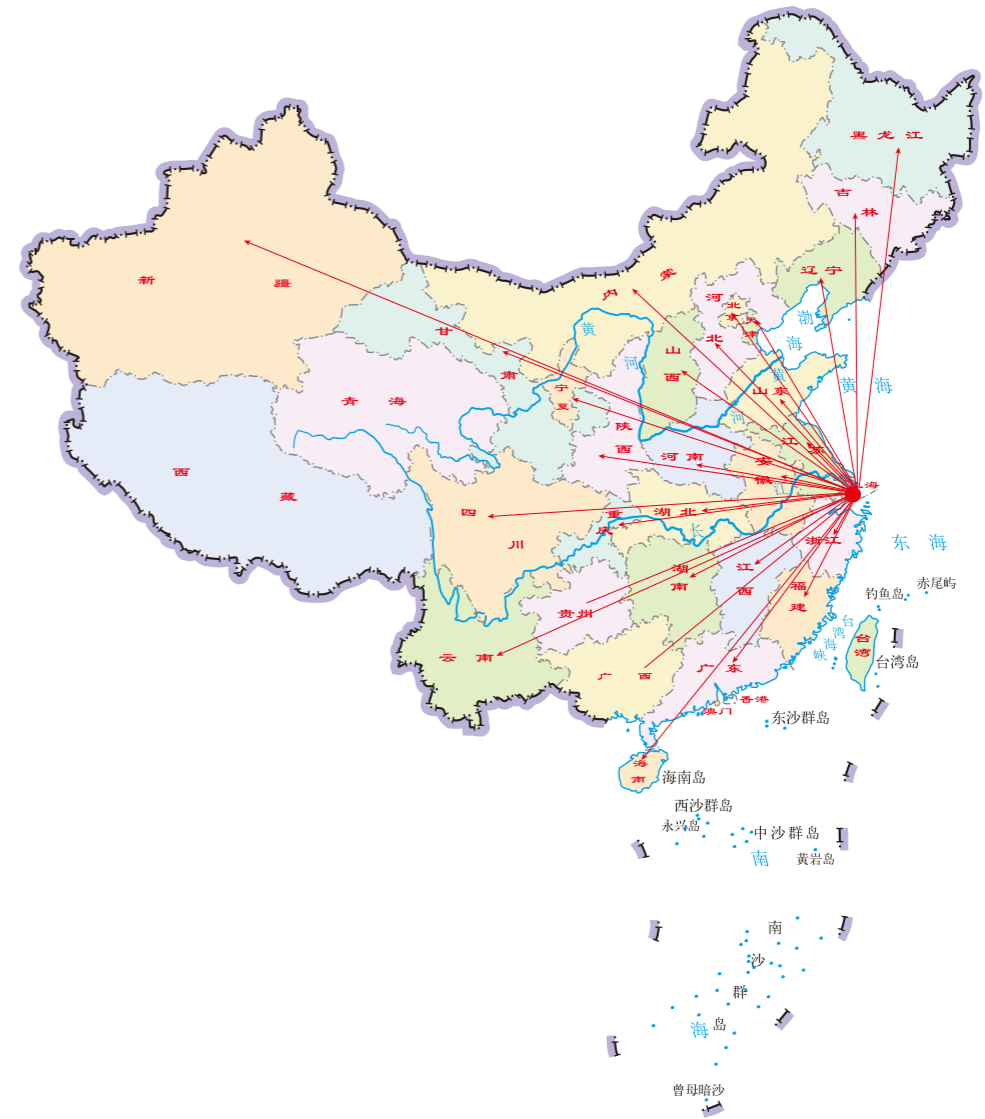 黑龙江
吉林
辽宁
内蒙
新疆
甘肃
青海
西藏
宁夏
陕西
山西
河北
北京
天津
山东
河南
江苏
安徽
上海
四川
重庆
湖北
湖南
江西
浙江
福建
贵州
云南
广西
广东
香港
澳门
海南
台湾
渤海
黄海
东海
黄河
黄河
长江
台湾海峡
钓鱼岛
赤尾屿
台湾岛
东沙群岛
海南岛
西沙群岛
永兴岛
中沙群岛
黄岩岛
南海
南沙群岛
曾母暗沙